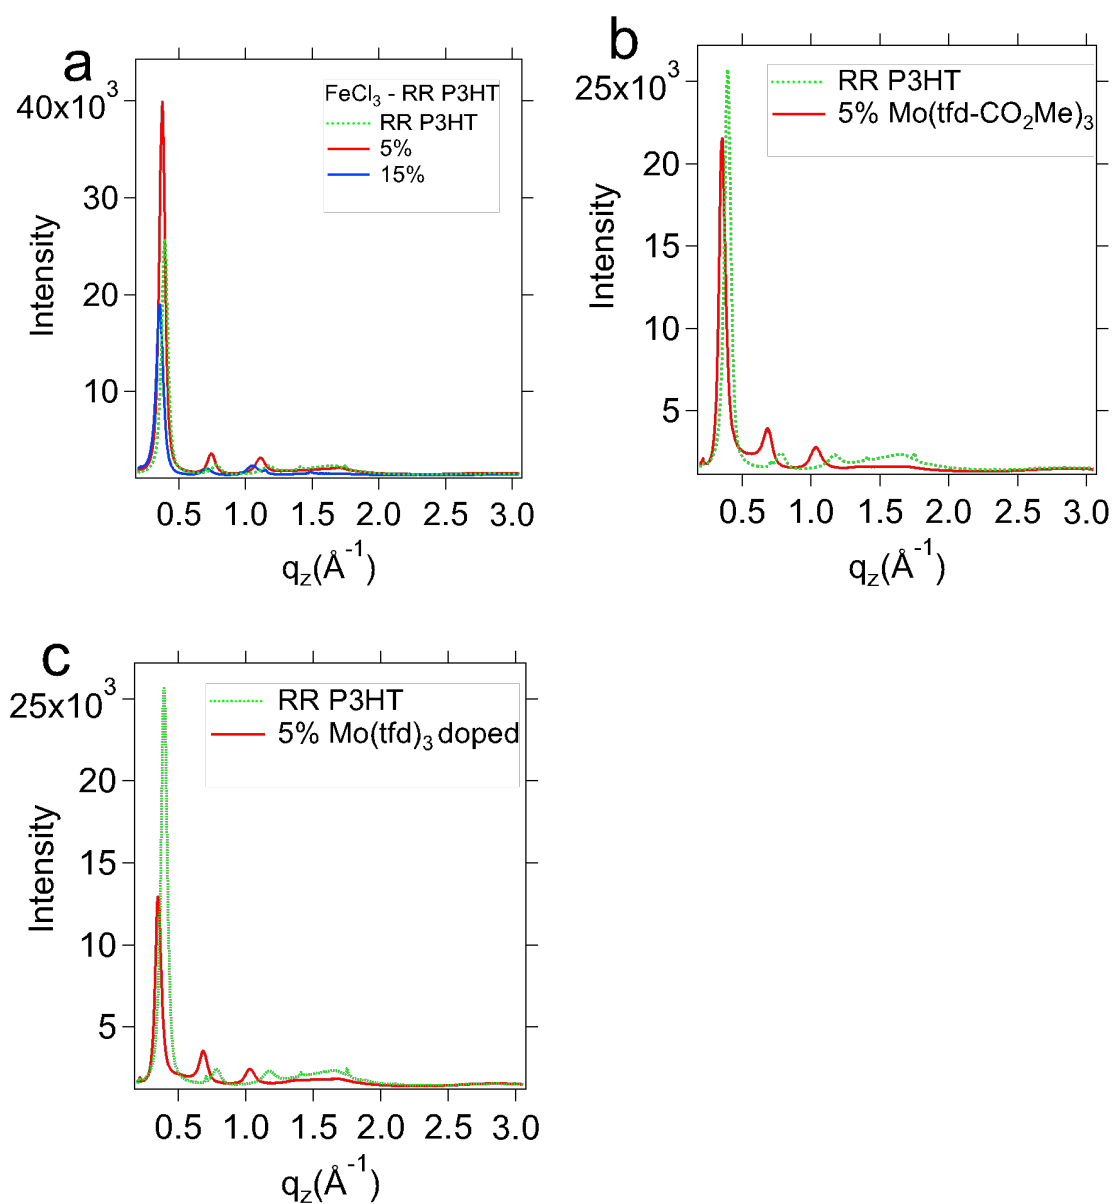 a
FeCl₃ - RR P3HT
RR P3HT
5%
15%
40x10³
30
20
10
Intensity
0.5 1.0 1.5 2.0 2.5 3.0
q_z(Å⁻¹)
b
RR P3HT
5% Mo(tfd-CO₂Me)₃
25x10³
20
15
10
5
Intensity
0.5 1.0 1.5 2.0 2.5 3.0
q_z(Å⁻¹)
c
RR P3HT
5% Mo(tfd)₃ doped
25x10³
20
15
10
5
Intensity
0.5 1.0 1.5 2.0 2.5 3.0
q_z(Å⁻¹)